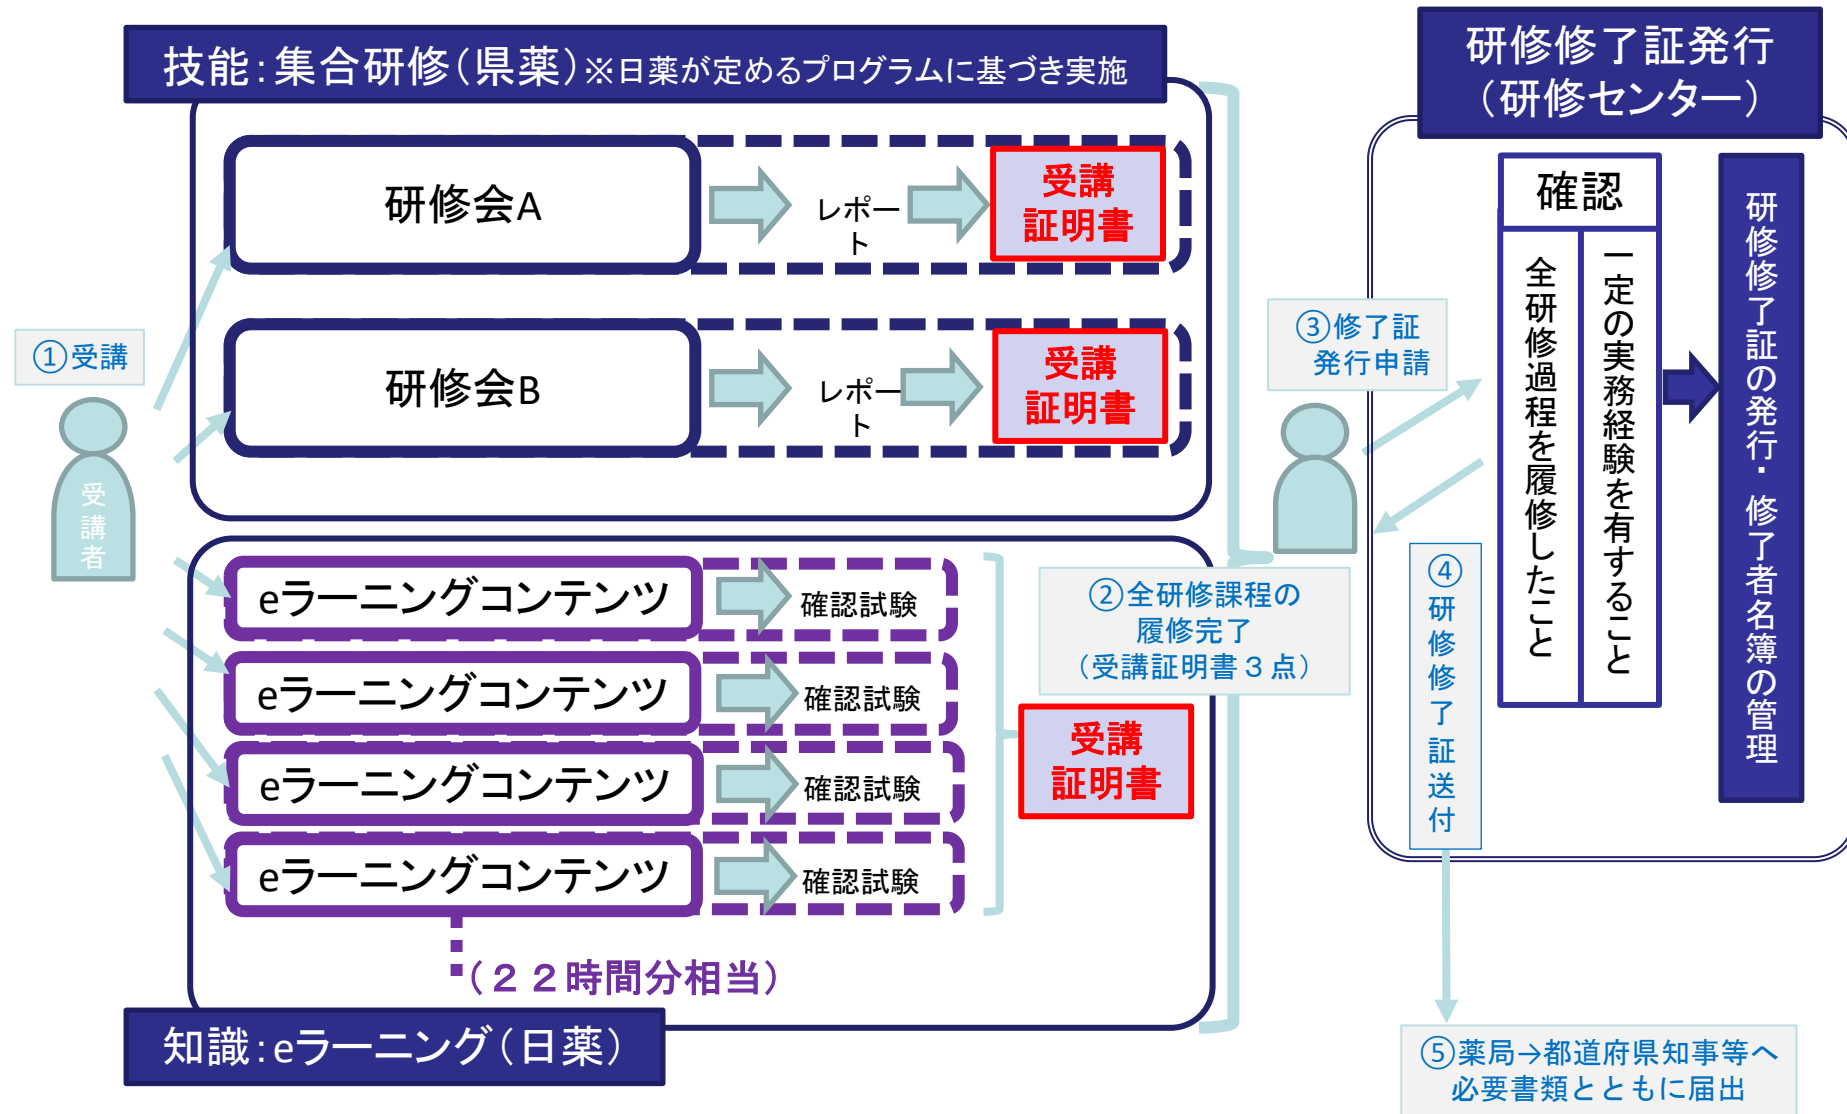 技能：集合研修（県薬）※日薬が定めるプログラムに基づき実施
研修会A
レポー
ト
受講
証明書
研修会B
レポー
ト
受講
証明書
①受講
受
講
者
eラーニングコンテンツ
確認試験
eラーニングコンテンツ
確認試験
eラーニングコンテンツ
確認試験
eラーニングコンテンツ
確認試験
（２２時間分相当）
知識：eラーニング（日薬）
受講
証明書
②全研修課程の
履修完了
（受講証明書３点）
③修了証
発行申請
研修修了証発行
（研修センター）
確認
全研修過程を履修したこと
一定の実務経験を有すること
研修修了証の発行・修了者名簿の管理
④
研
修
修
了
証
送
付
⑤薬局→都道府県知事等へ
必要書類とともに届出